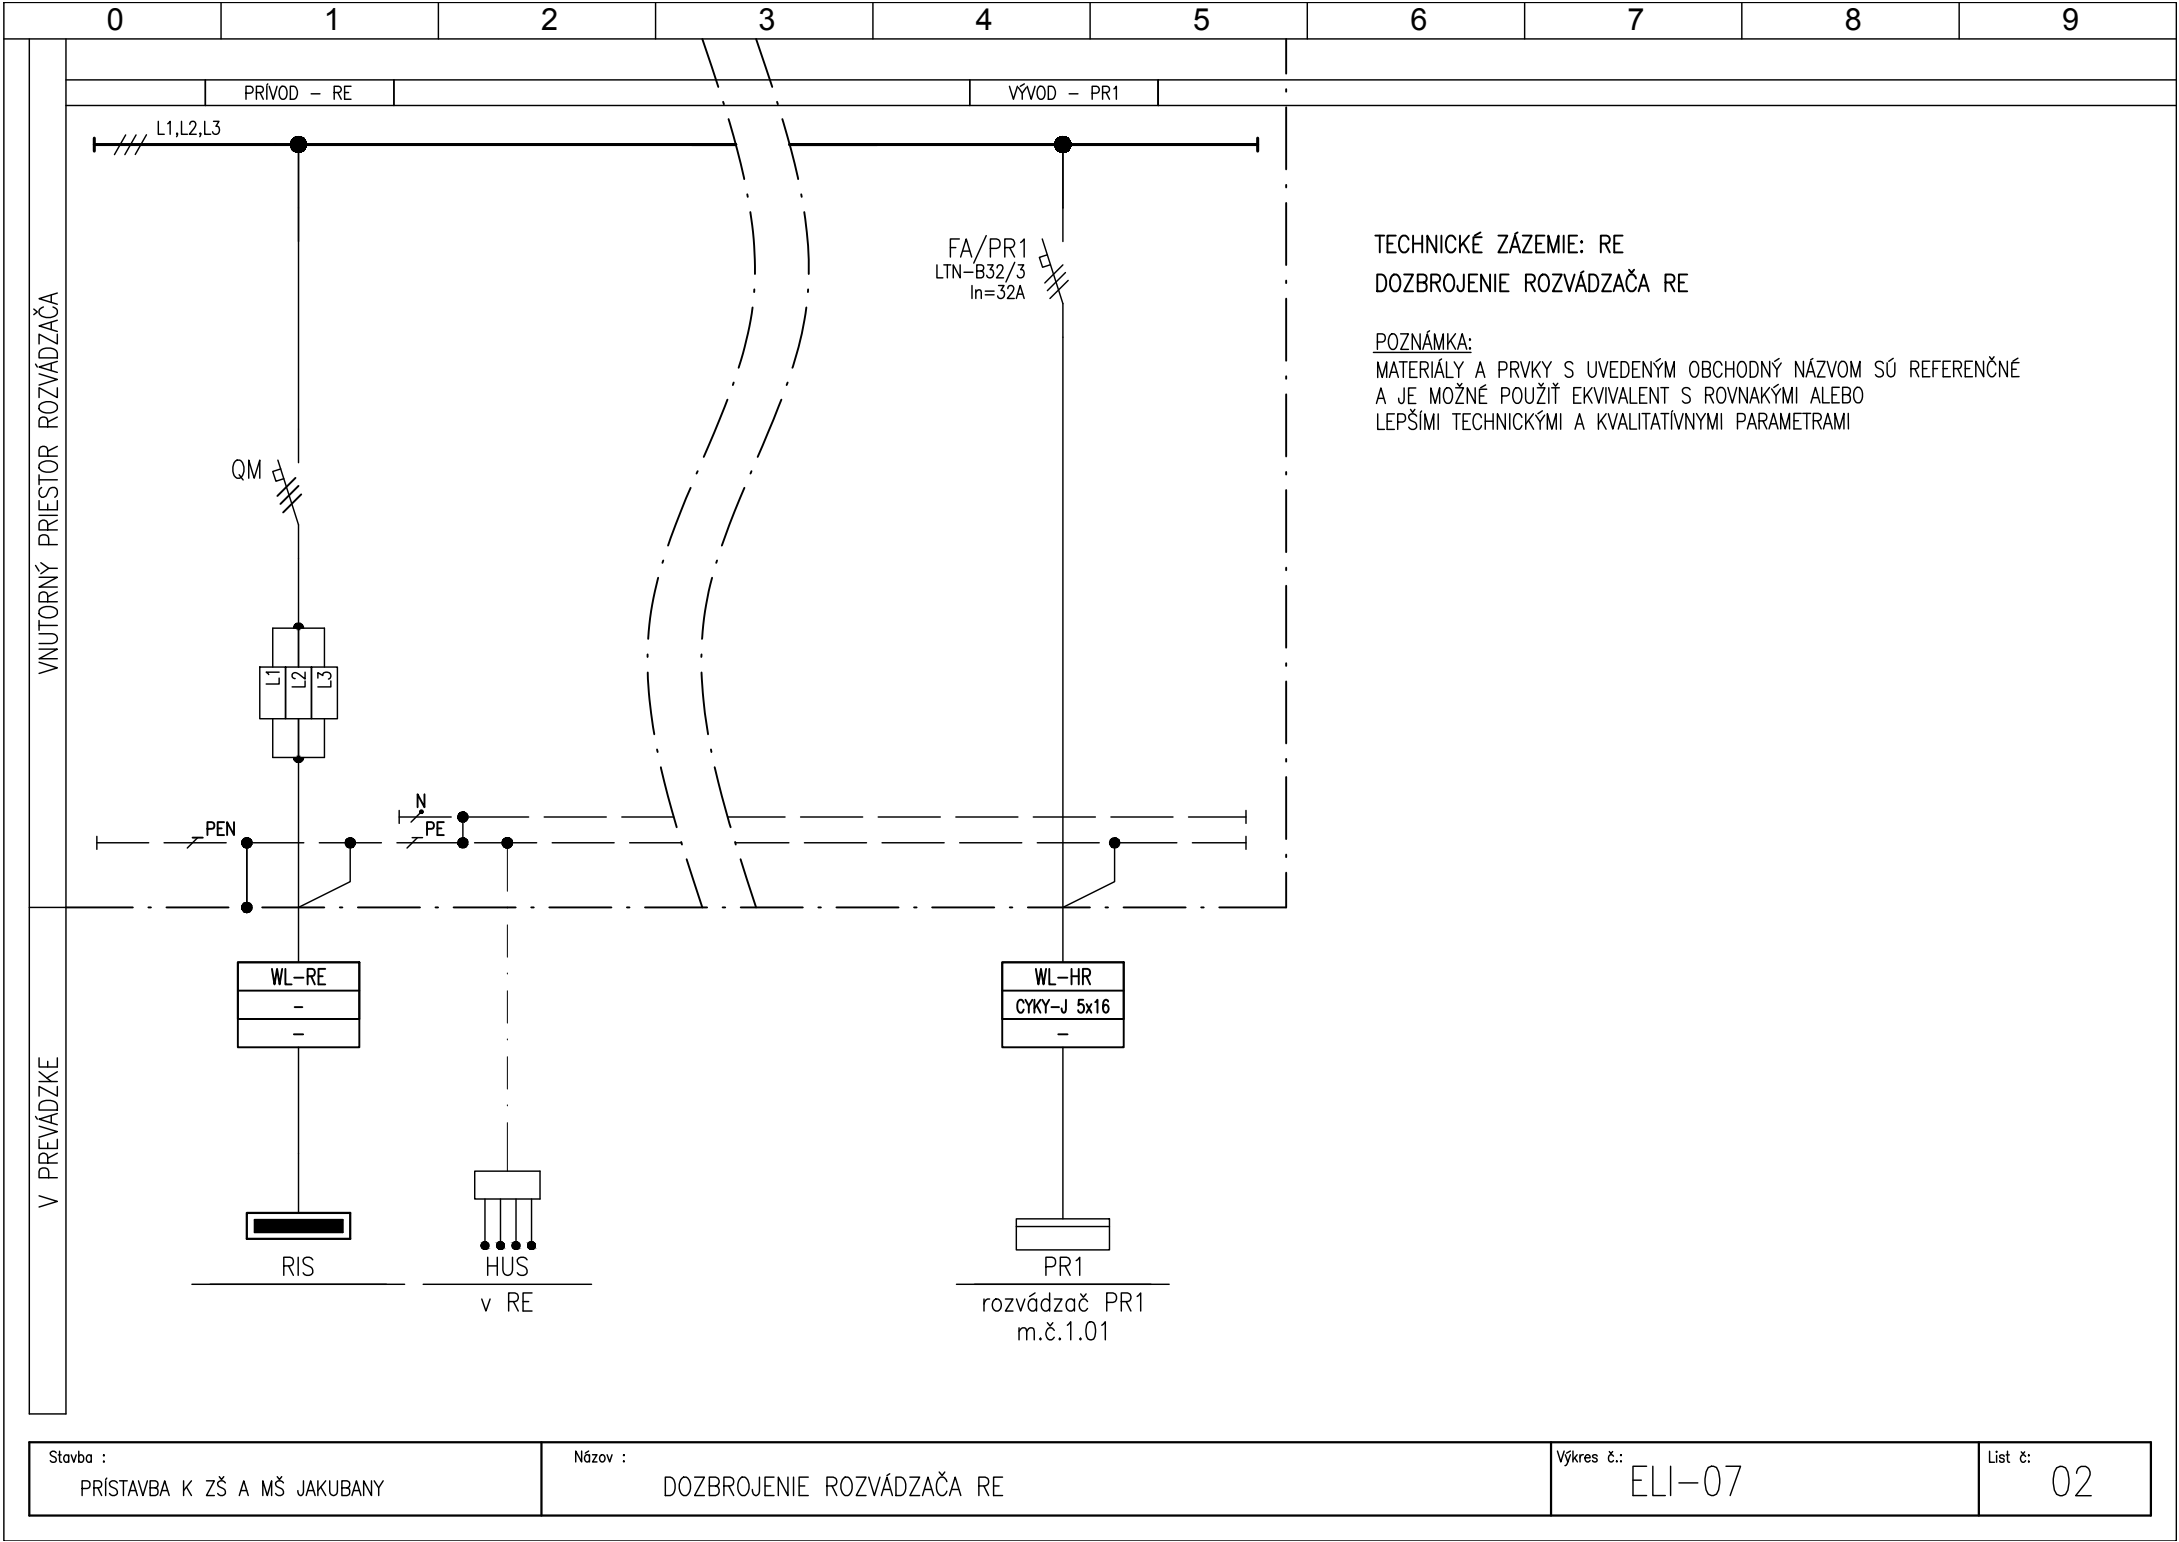 0 1 2 3 4 5 6 7 8 9
PRÍVOD – RE
VÝVOD – PR1
L1,L2,L3
VNUTORNÝ PRIESTOR ROZVÁDZAČA
FA/PR1
LTN–B32/3
In=32A
TECHNICKÉ ZÁZEMIE: RE
DOZBROJENIE ROZVÁDZAČA RE
POZNÁMKA:
MATERIÁLY A PRVKY S UVEDENÝM OBCHODNÝ NÁZVOM SÚ REFERENČNÉ
A JE MOŽNÉ POUŽIŤ EKVIVALENT S ROVNAKÝMI ALEBO
LEPŠÍMI TECHNICKÝMI A KVALITATÍVNYMI PARAMETRAMI
QM
L1
L2
L3
N
PEN
PE
V PREVÁDZKE
WL–RE
–
–
WL–HR
CYKY–J 5x16
–
RIS
HUS
v RE
PR1
rozvádzač PR1
m.č.1.01
Stavba :
PRÍSTAVBA K ZŠ A MŠ JAKUBANY
Názov :
DOZBROJENIE ROZVÁDZAČA RE
Výkres č.:
ELI–07
List č:
02